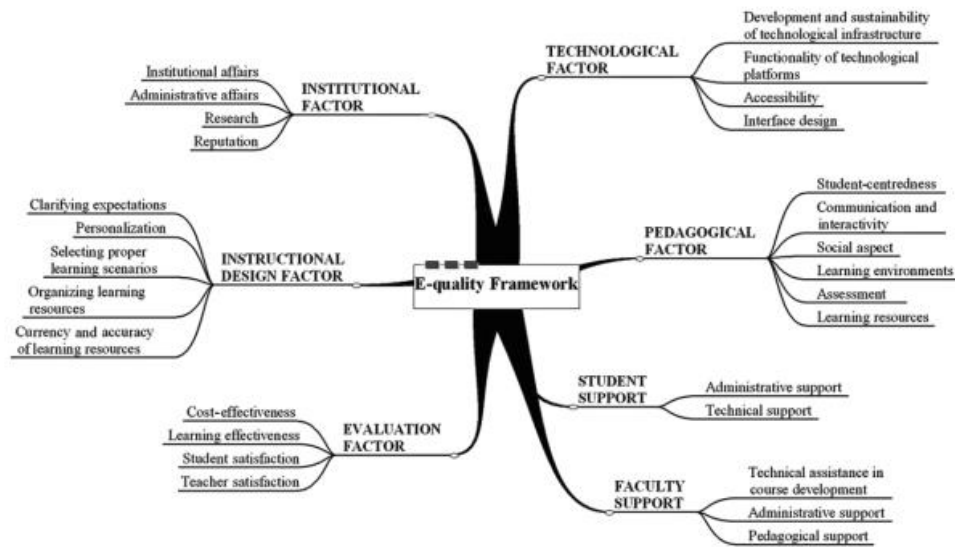 INSTITUTIONAL
FACTOR
Institutional affairs
Administrative affairs
Research
Reputation
INSTRUCTIONAL
DESIGN FACTOR
Clarifying expectations
Personalization
Selecting proper
learning scenarios
Organizing learning
resources
Currency and accuracy
of learning resources
EVALUATION
FACTOR
Cost-effectiveness
Learning effectiveness
Student satisfaction
Teacher satisfaction
E-quality Framework
TECHNOLOGICAL
FACTOR
Development and sustainability
of technological infrastructure
Functionality of technological
platforms
Accessibility
Interface design
PEDAGOGICAL
FACTOR
Student-centredness
Communication and
interactivity
Social aspect
Learning environments
Assessment
Learning resources
STUDENT
SUPPORT
Administrative support
Technical support
FACULTY
SUPPORT
Technical assistance in
course development
Administrative support
Pedagogical support